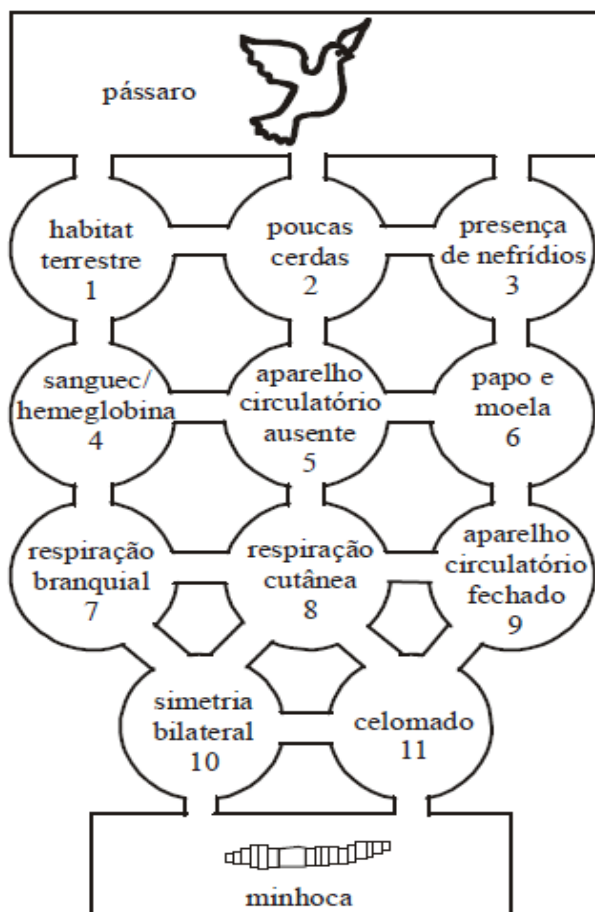 pássaro
habitat
terrestre
1
poucas
cerdas
2
presença
de nefrídios
3
sanguec/
hemeglobina
4
aparelho
circulatório
ausente
5
papo e
moela
6
respiração
branquial
7
respiração
cutânea
8
aparelho
circulatório
fechado
9
simetria
bilateral
10
celomado
11
minhoca